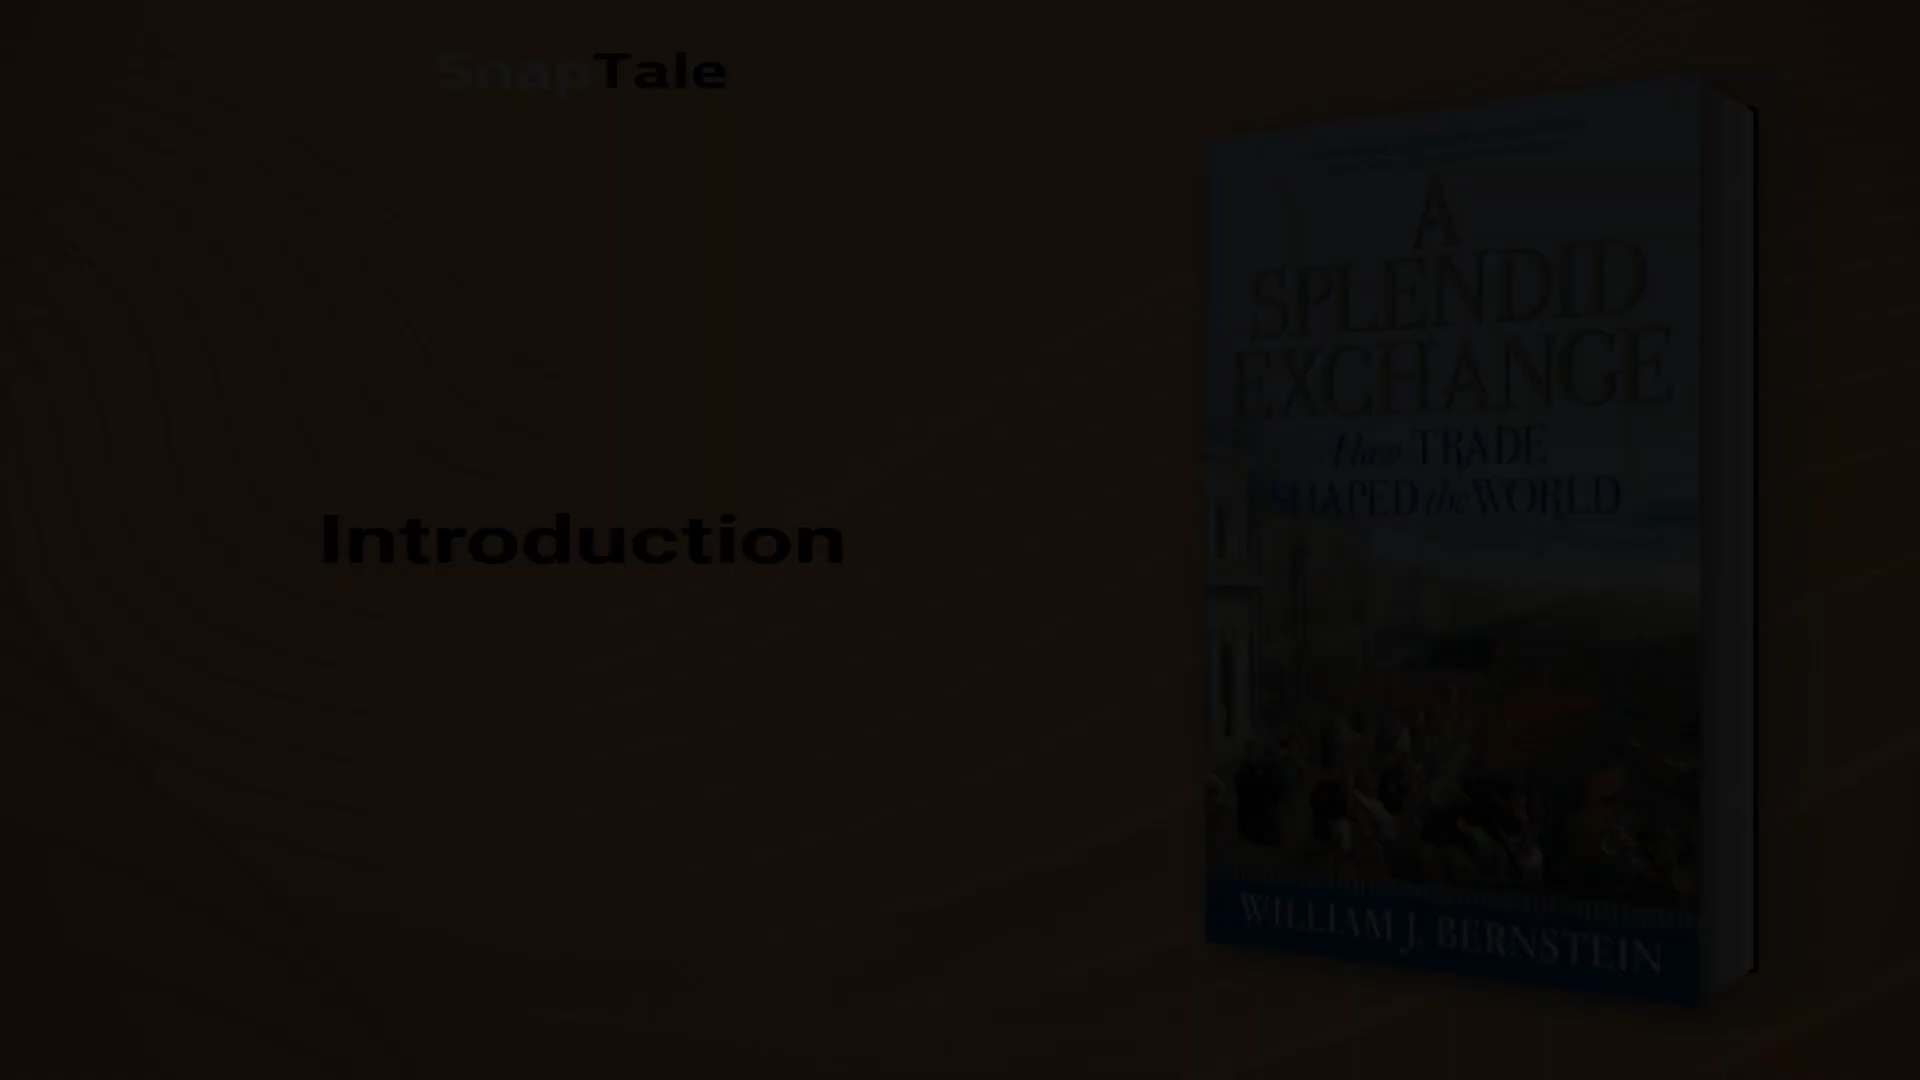 SnapTale
Introduction
A
SPLENDID
EXCHANGE
How TRADE
SHAPED the WORLD
WILLIAM J. BERNSTEIN